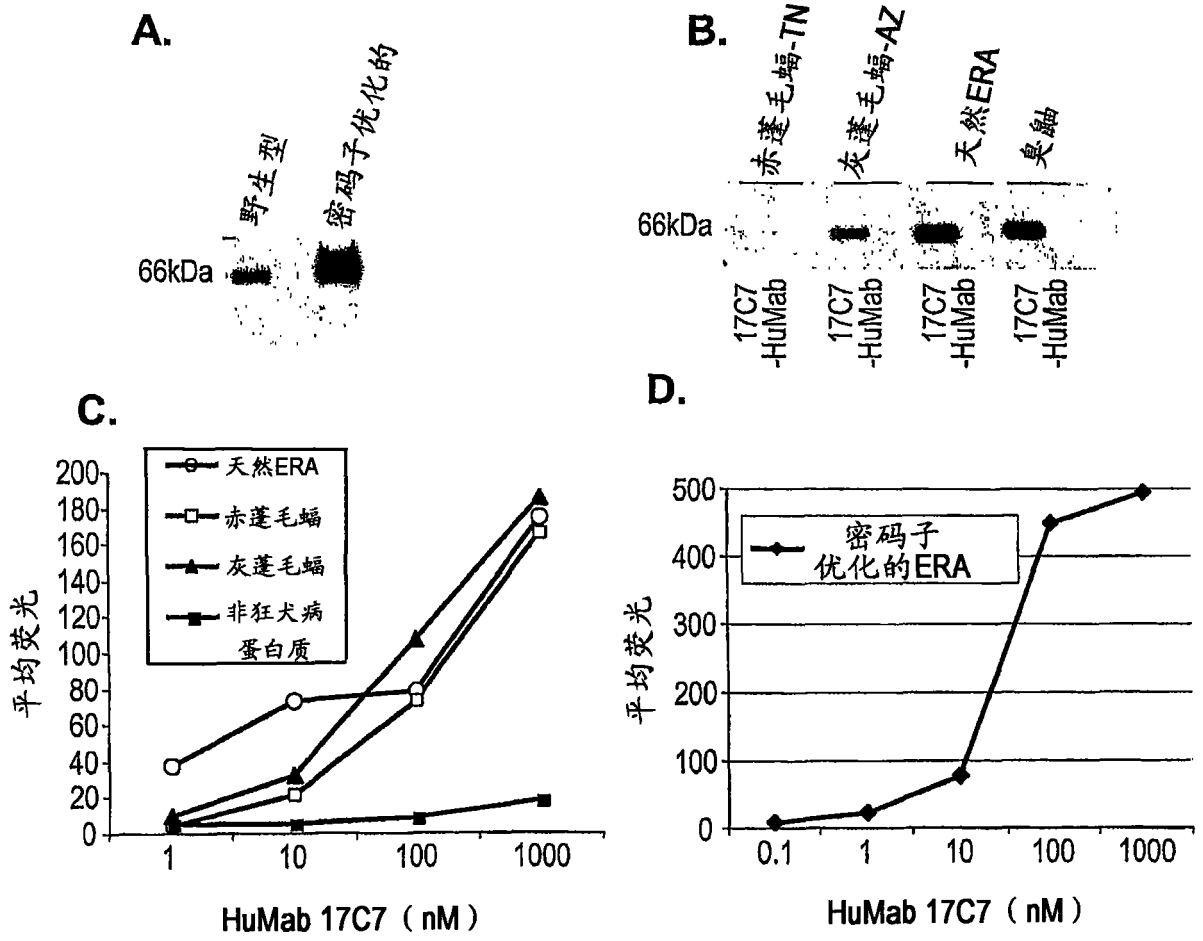 A.
野生型
密码子优化的
66kDa
B.
赤蓬毛蝠-TN
灰蓬毛蝠-AZ
天然ERA
臭鼬
66kDa
17C7
-HuMab
17C7
-HuMab
17C7
-HuMab
17C7
-HuMab
C.
天然ERA
赤蓬毛蝠
灰蓬毛蝠
非狂犬病
蛋白质
平均荧光
200
180
160
140
120
100
80
60
40
20
0
1
10
100
1000
HuMab 17C7（nM）
D.
密码子
优化的ERA
平均荧光
500
400
300
200
100
0
0.1
1
10
100
1000
HuMab 17C7（nM）